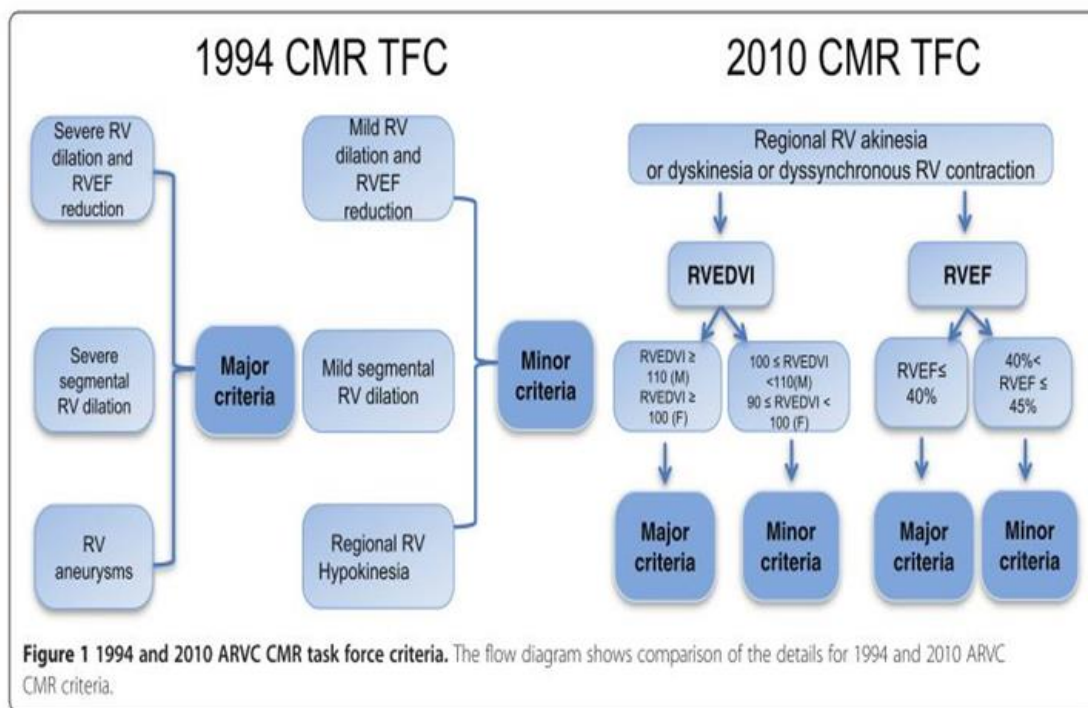 1994 CMR TFC
Severe RV
dilation and
RVEF
reduction
Severe
segmental
RV dilation
RV
aneurysms
Major
criteria
Mild RV
dilation and
RVEF
reduction
Mild segmental
RV dilation
Regional RV
Hypokinesia
Minor
criteria
2010 CMR TFC
Regional RV akinesia
or dyskinesia or dyssynchronous RV contraction
RVEDVI
RVEDVI ≥
110 (M)
RVEDVI ≥
100 (F)
100 ≤ RVEDVI
<110(M)
90 ≤ RVEDVI <
100 (F)
Major
criteria
Minor
criteria
RVEF
RVEF≤
40%
40%<
RVEF ≤
45%
Major
criteria
Minor
criteria
Figure 1 1994 and 2010 ARVC CMR task force criteria. The flow diagram shows comparison of the details for 1994 and 2010 ARVC
CMR criteria.